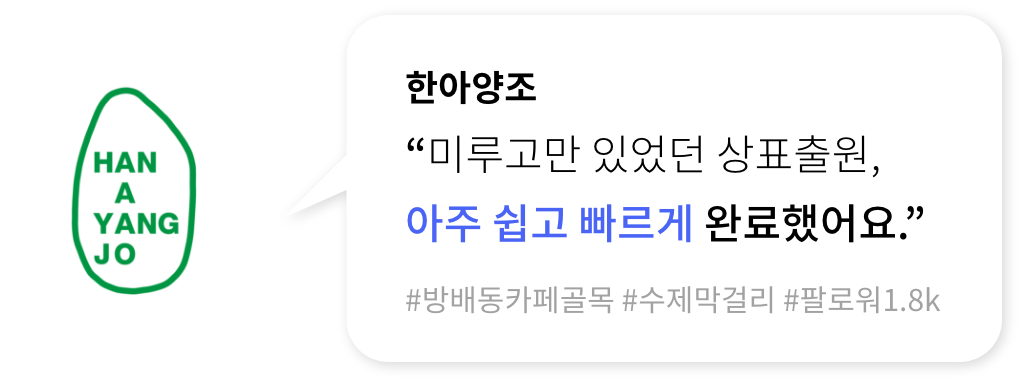 HAN
A
YANG
JO
한아양조
“미루고만 있었던 상표출원,
아주 쉽고 빠르게 완료했어요.”
#방배동카페골목 #수제막걸리 #팔로워1.8k